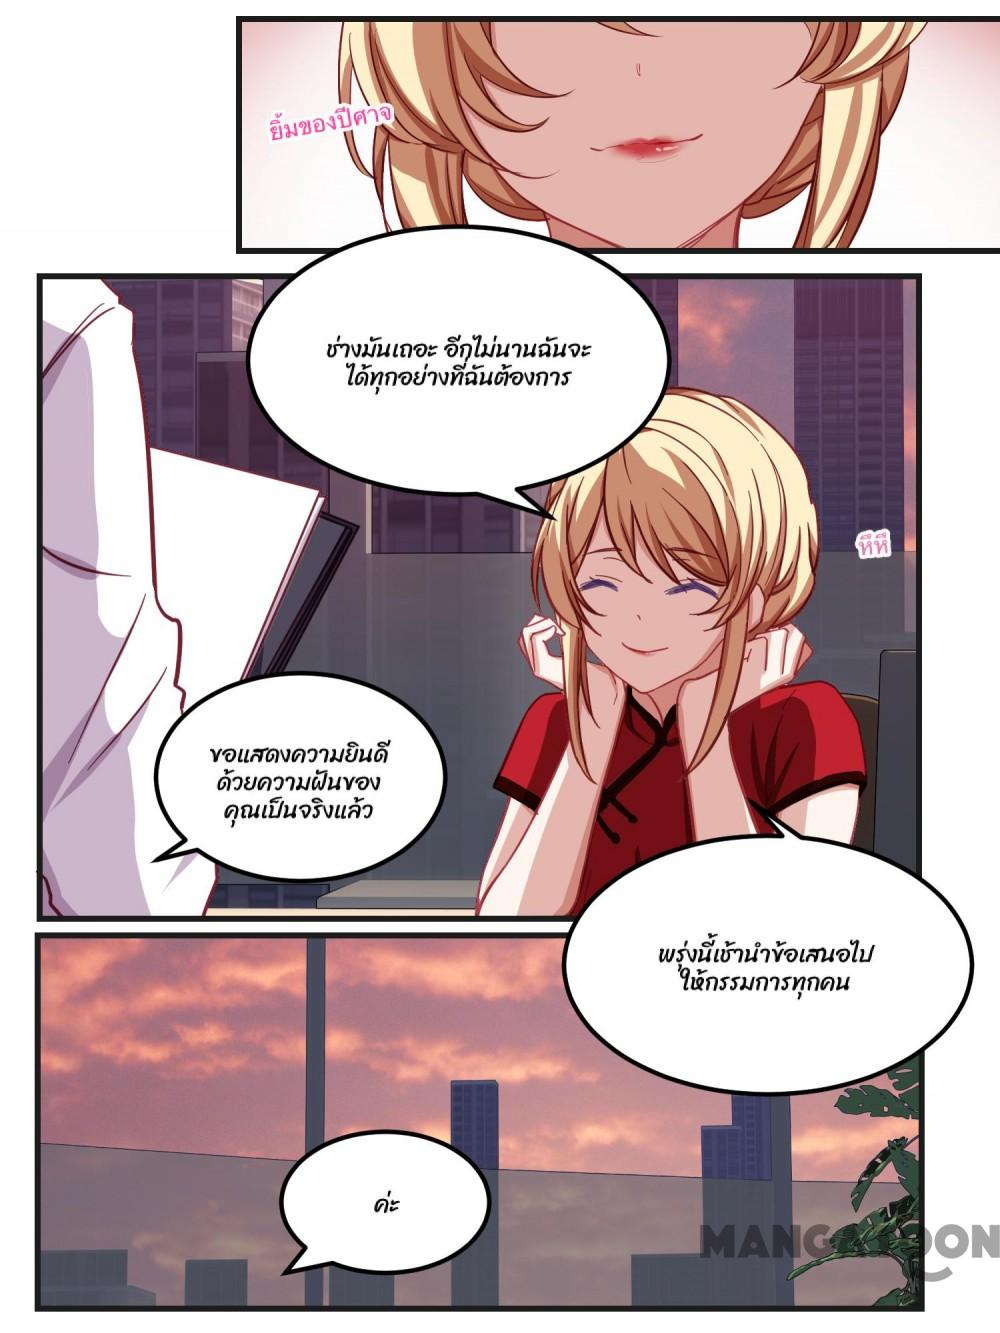 ยิ้มของปีศาจ
ช่างมันเถอะ อีกไม่นานฉันจะ
ได้ทุกอย่างที่ฉันต้องการ
หึหึ
ขอแสดงความยินดี
ด้วยความฝันของ
คุณเป็นจริงแล้ว
พรุ่งนี้เช้านำข้อเสนอไป
ให้กรรมการทุกคน
ค่ะ
MANGATOON